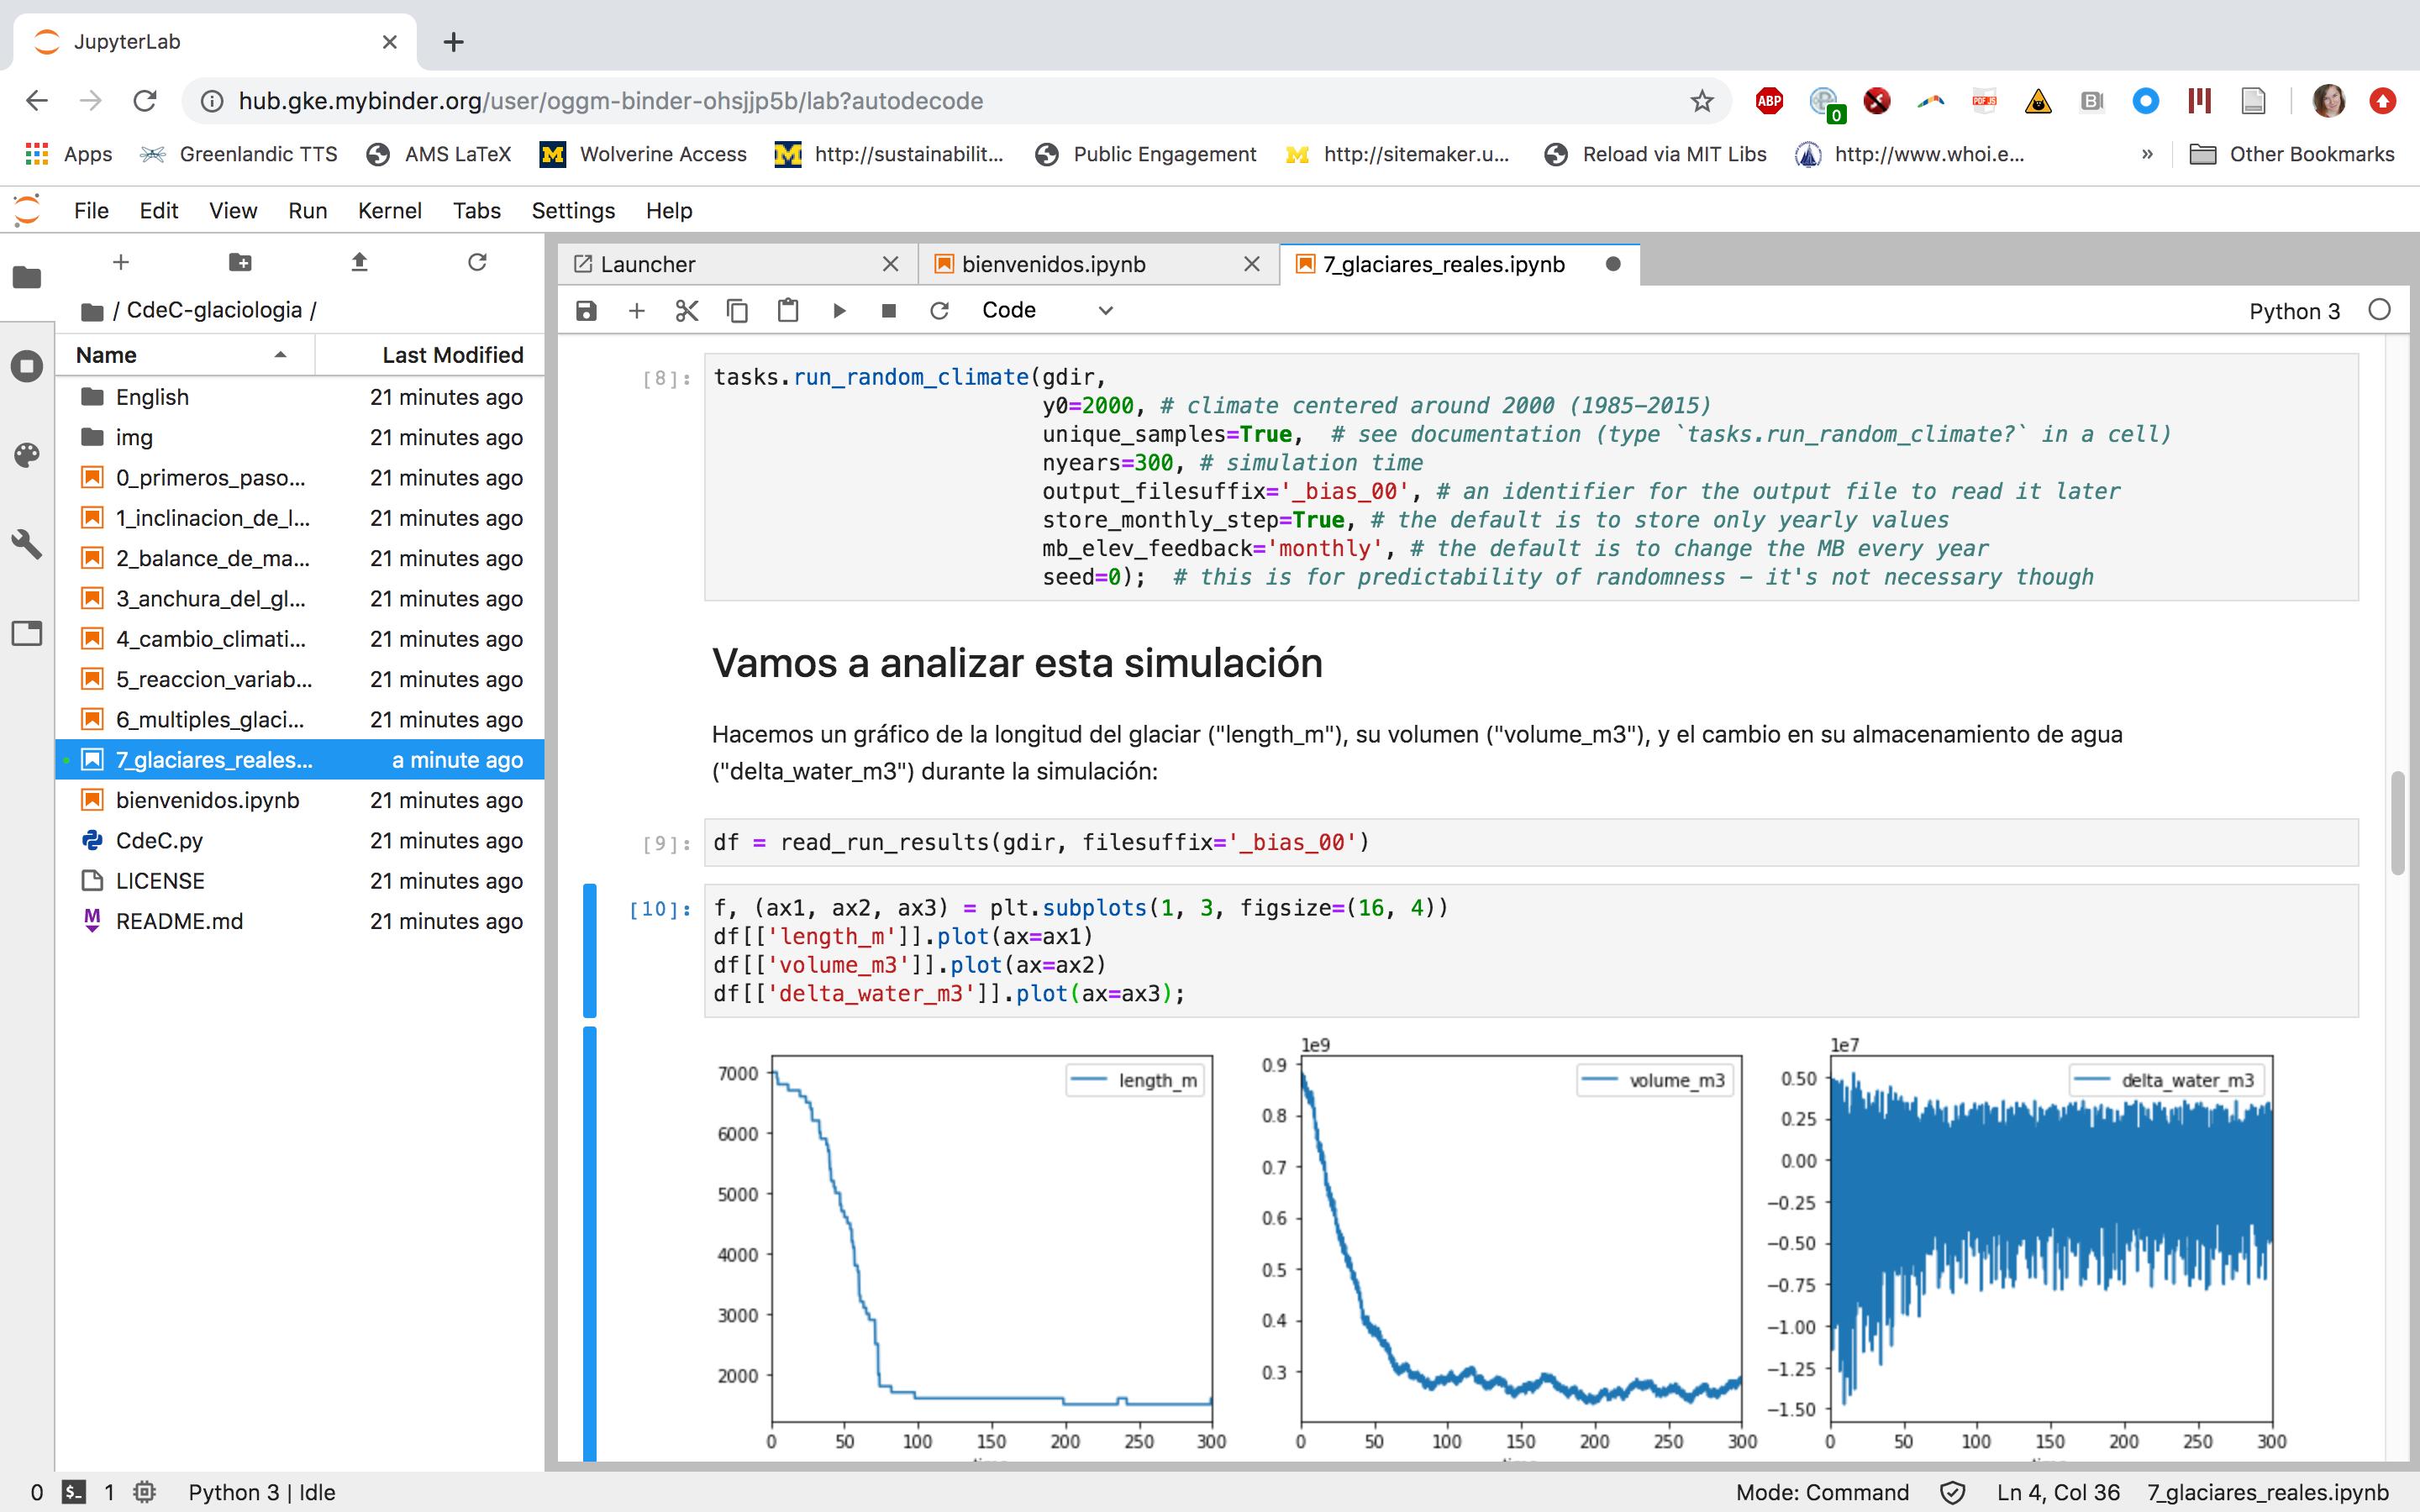 JupyterLab
hub.gke.mybinder.org/user/oggm-binder-ohsjjp5b/lab?autodecode
ABP
0
PDF JS
B
Apps
Greenlandic TTS
AMS LaTeX
M Wolverine Access
M http://sustainabilit...
Public Engagement
M http://sitemaker.u...
Reload via MIT Libs
http://www.whoi.e...
»
Other Bookmarks
File Edit View Run Kernel Tabs Settings Help
/ CdeC-glaciologia /
Name Last Modified
English 21 minutes ago
img 21 minutes ago
0_primeros_paso... 21 minutes ago
1_inclinacion_de_l... 21 minutes ago
2_balance_de_ma... 21 minutes ago
3_anchura_del_gl... 21 minutes ago
4_cambio_climati... 21 minutes ago
5_reaccion_variab... 21 minutes ago
6_multiples_glaci... 21 minutes ago
7_glaciares_reales... a minute ago
bienvenidos.ipynb 21 minutes ago
CdeC.py 21 minutes ago
LICENSE 21 minutes ago
M README.md 21 minutes ago
Launcher
bienvenidos.ipynb
7_glaciares_reales.ipynb
Code
Python 3
[8]: tasks.run_random_climate(gdir,
y0=2000, # climate centered around 2000 (1985-2015)
unique_samples=True,  # see documentation (type `tasks.run_random_climate?` in a cell)
nyears=300, # simulation time
output_filesuffix='_bias_00', # an identifier for the output file to read it later
store_monthly_step=True, # the default is to store only yearly values
mb_elev_feedback='monthly', # the default is to change the MB every year
seed=0);  # this is for predictability of randomness - it's not necessary though
Vamos a analizar esta simulación
Hacemos un gráfico de la longitud del glaciar ("length_m"), su volumen ("volume_m3"), y el cambio en su almacenamiento de agua
("delta_water_m3") durante la simulación:
[9]: df = read_run_results(gdir, filesuffix='_bias_00')
[10]: f, (ax1, ax2, ax3) = plt.subplots(1, 3, figsize=(16, 4))
df[['length_m']].plot(ax=ax1)
df[['volume_m3']].plot(ax=ax2)
df[['delta_water_m3']].plot(ax=ax3);
length_m
7000
6000
5000
4000
3000
2000
0 50 100 150 200 250 300
1e9
volume_m3
0.9
0.8
0.7
0.6
0.5
0.4
0.3
0 50 100 150 200 250 300
1e7
delta_water_m3
0.50
0.25
0.00
−0.25
−0.50
−0.75
−1.00
−1.25
−1.50
0 50 100 150 200 250 300
0 $_ 1 Python 3 | Idle
Mode: Command Ln 4, Col 36 7_glaciares_reales.ipynb